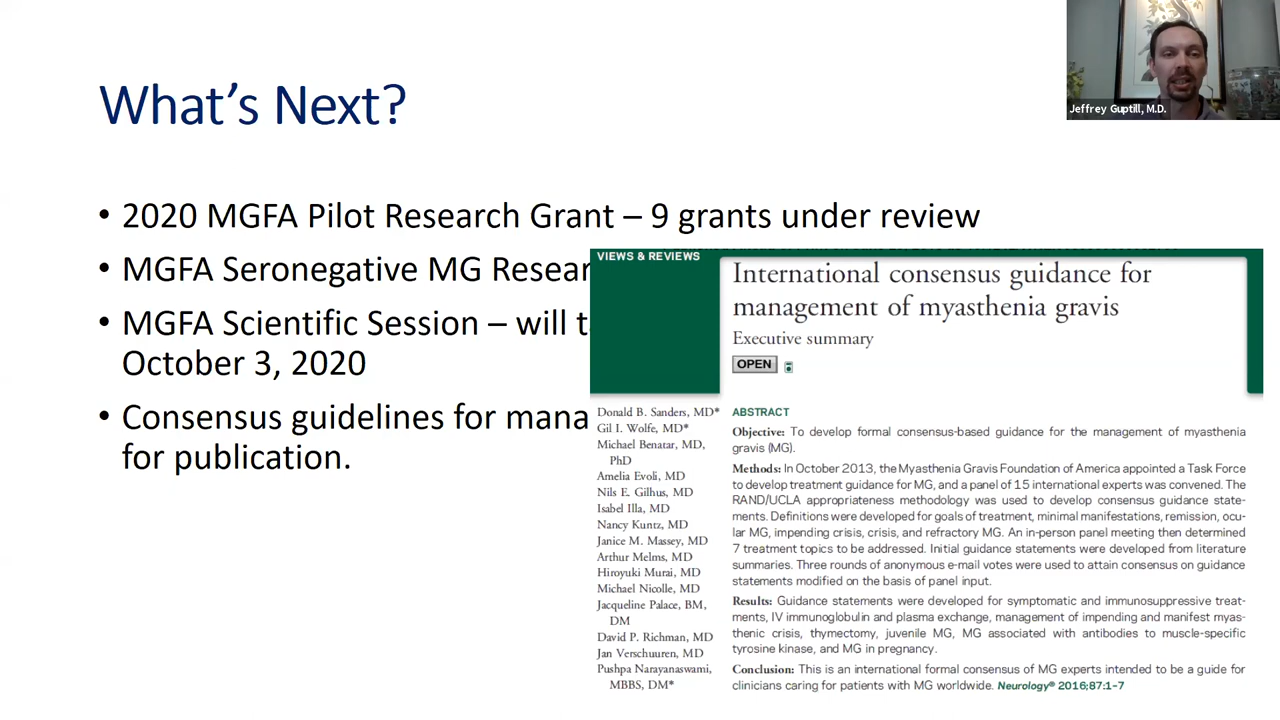 What's Next?
Jeffrey Guptill, M.D.
• 2020 MGFA Pilot Research Grant – 9 grants under review
• MGFA Seronegative MG Resear
• MGFA Scientific Session – will t
October 3, 2020
• Consensus guidelines for mana
for publication.
VIEWS & REVIEWS
International consensus guidance for
management of myasthenia gravis
Executive summary
OPEN
Donald B. Sanders, MD*
Gil I. Wolfe, MD*
Michael Benatar, MD,
PhD
Amelia Evoli, MD
Nils E. Gilhus, MD
Isabel Illa, MD
Nancy Kuntz, MD
Janice M. Massey, MD
Arthur Melms, MD
Hiroyuki Murai, MD
Michael Nicolle, MD
Jacqueline Palace, BM,
DM
David P. Richman, MD
Jan Verschuuren, MD
Pushpa Narayanaswami,
MBBS, DM*
ABSTRACT
Objective: To develop formal consensus-based guidance for the management of myasthenia
gravis (MG).
Methods: In October 2013, the Myasthenia Gravis Foundation of America appointed a Task Force
to develop treatment guidance for MG, and a panel of 15 international experts was convened. The
RAND/UCLA appropriateness methodology was used to develop consensus guidance state-
ments. Definitions were developed for goals of treatment, minimal manifestations, remission, ocu-
lar MG, impending crisis, crisis, and refractory MG. An in-person panel meeting then determined
7 treatment topics to be addressed. Initial guidance statements were developed from literature
summaries. Three rounds of anonymous e-mail votes were used to attain consensus on guidance
statements modified on the basis of panel input.
Results: Guidance statements were developed for symptomatic and immunosuppressive treat-
ments, IV immunoglobulin and plasma exchange, management of impending and manifest myas-
thenic crisis, thymectomy, juvenile MG, MG associated with antibodies to muscle-specific
tyrosine kinase, and MG in pregnancy.
Conclusion: This is an international formal consensus of MG experts intended to be a guide for
clinicians caring for patients with MG worldwide. Neurology® 2016;87:1–7